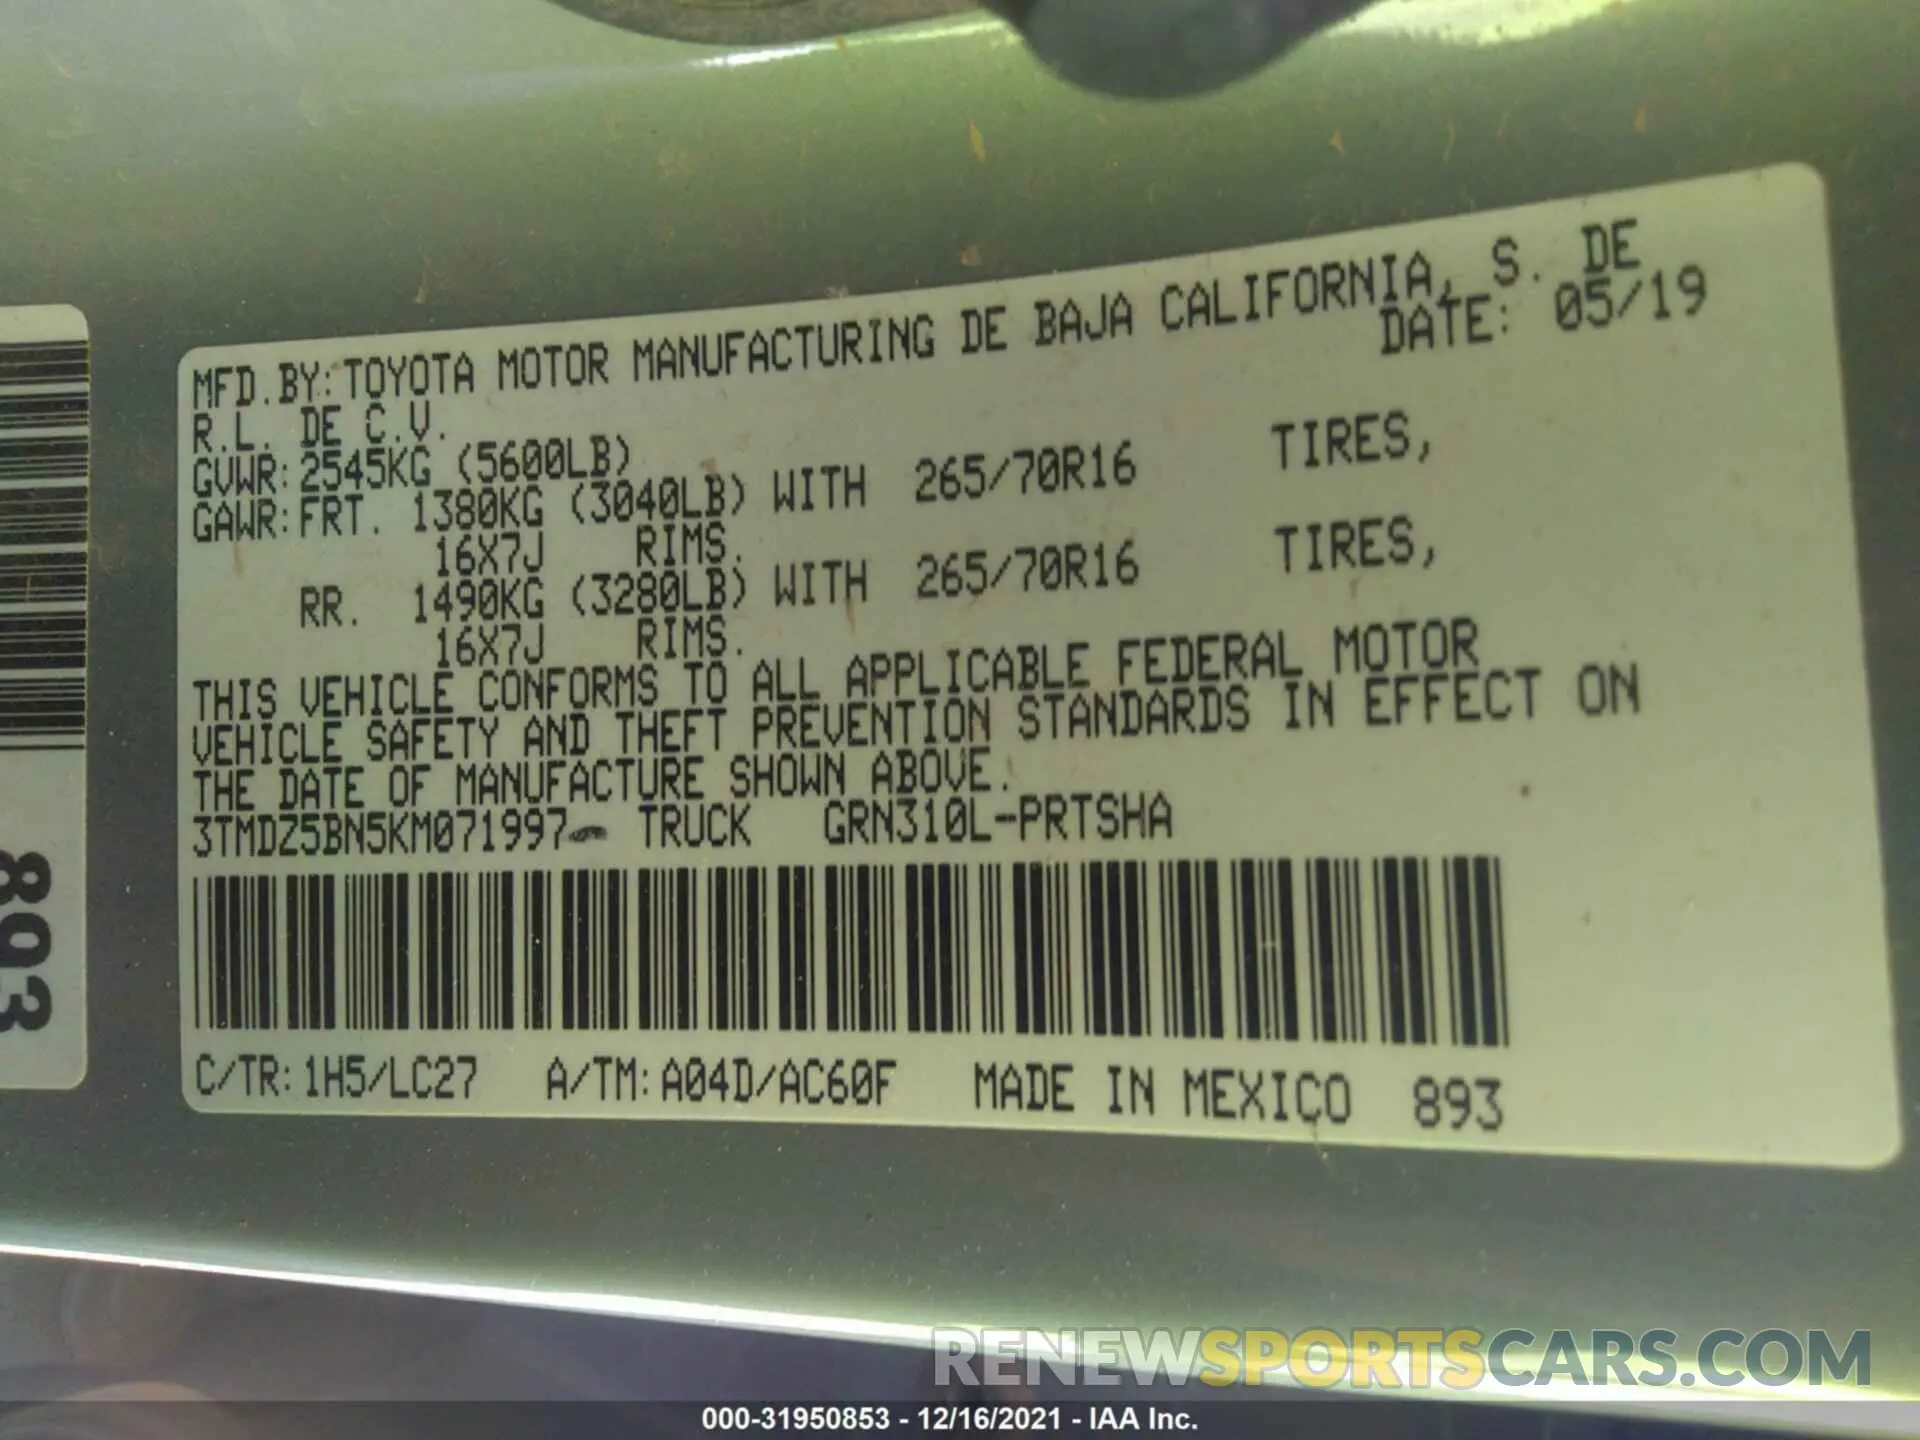 MFD.BY:TOYOTA MOTOR MANUFACTURING DE BAJA CALIFORNIA, S. DE
R.L. DE C.V. DATE: 05/19
GVWR:2545KG (5600LB)
GAWR:FRT. 1380KG (3040LB) WITH 265/70R16 TIRES,
16X7J RIMS.
RR. 1490KG (3280LB) WITH 265/70R16 TIRES,
16X7J RIMS.
THIS VEHICLE CONFORMS TO ALL APPLICABLE FEDERAL MOTOR
VEHICLE SAFETY AND THEFT PREVENTION STANDARDS IN EFFECT ON
THE DATE OF MANUFACTURE SHOWN ABOVE.
3TMDZ5BN5KM071997 TRUCK GRN310L-PRTSHA
C/TR:1H5/LC27 A/TM:A04D/AC60F MADE IN MEXICO 893
893
RENEWSPORTSCARS.COM
000-31950853 - 12/16/2021 - IAA Inc.